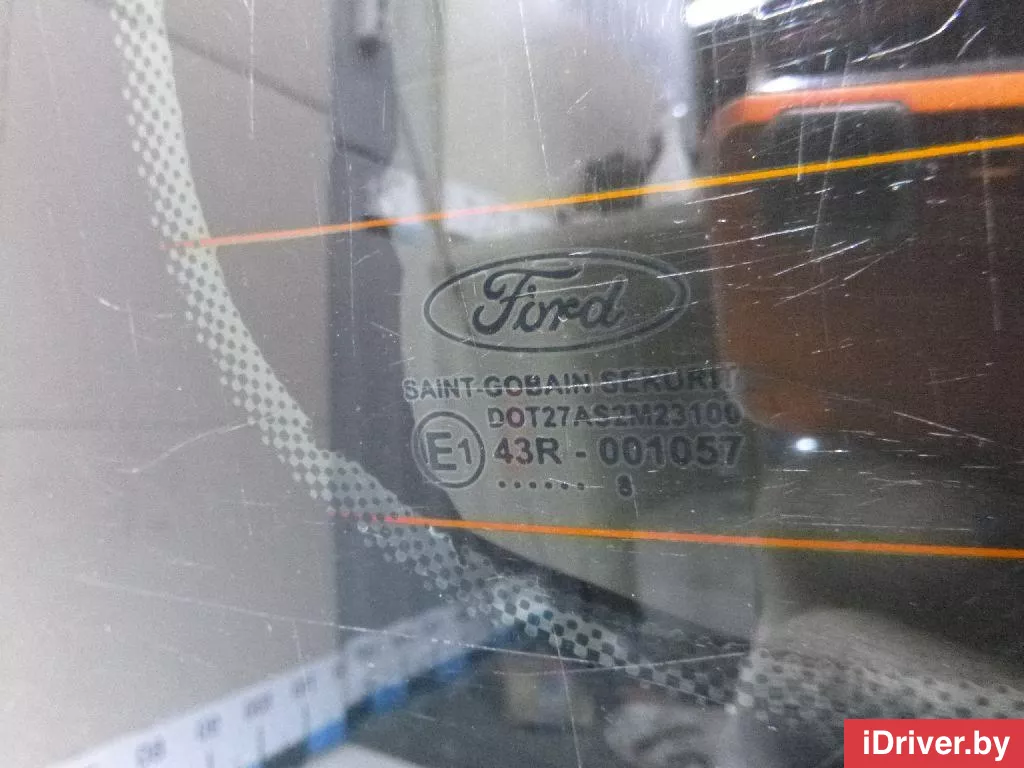 Ford
SAINT-GOBAIN SEKURIT
DOT27AS2M23100
E1 43R - 001057
...... 8
iDriver.by